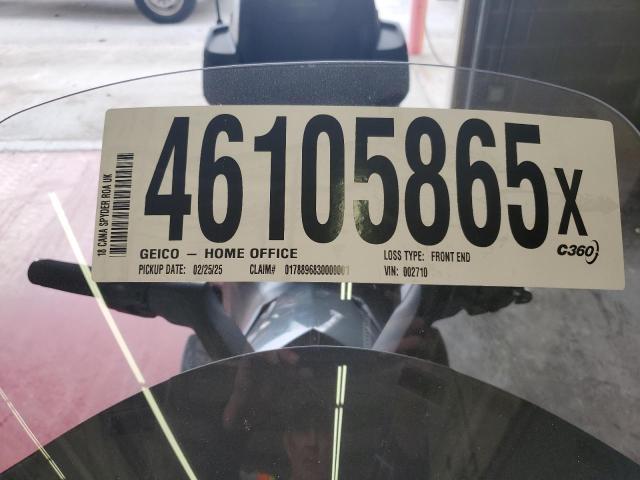 18 CANA SPYDER ROA UK
46105865X
GEICO — HOME OFFICE
LOSS TYPE: FRONT END
C360
PICKUP DATE: 02/25/25
CLAIM# 0178896830000001
VIN: 002710